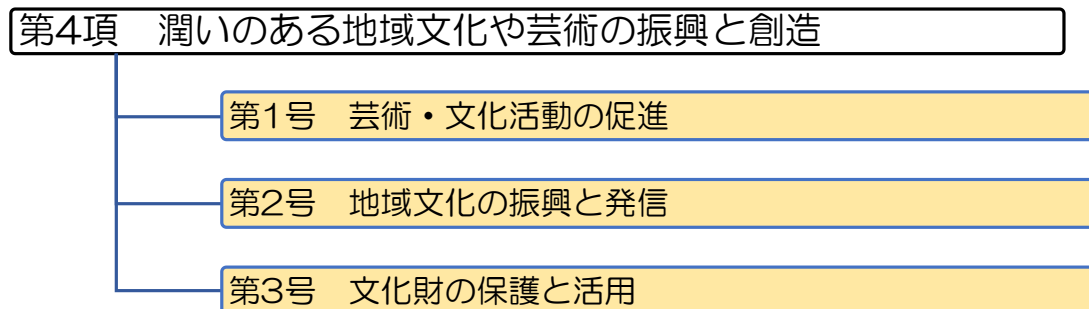 第4項　潤いのある地域文化や芸術の振興と創造
第1号　芸術・文化活動の促進
第2号　地域文化の振興と発信
第3号　文化財の保護と活用